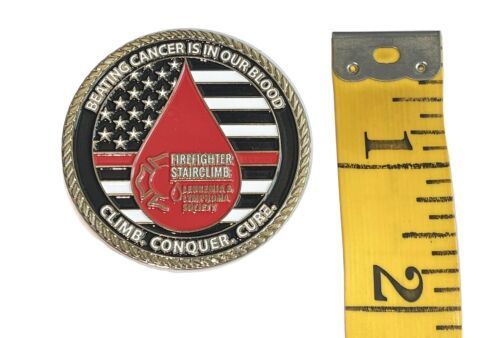 BEATING CANCER IS IN OUR BLOOD
FIREFIGHTER
STAIRCLIMB
LEUKEMIA &
LYMPHOMA
SOCIETY
CLIMB. CONQUER. CURE.
1
2